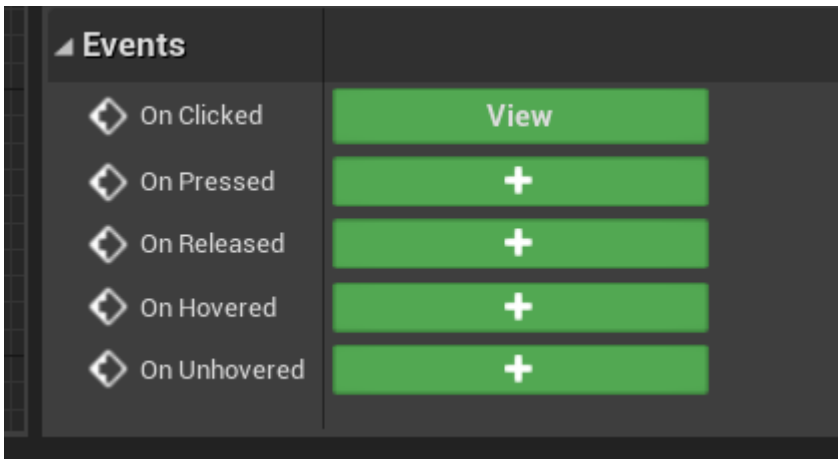 Events
On Clicked View
On Pressed +
On Released +
On Hovered +
On Unhovered +